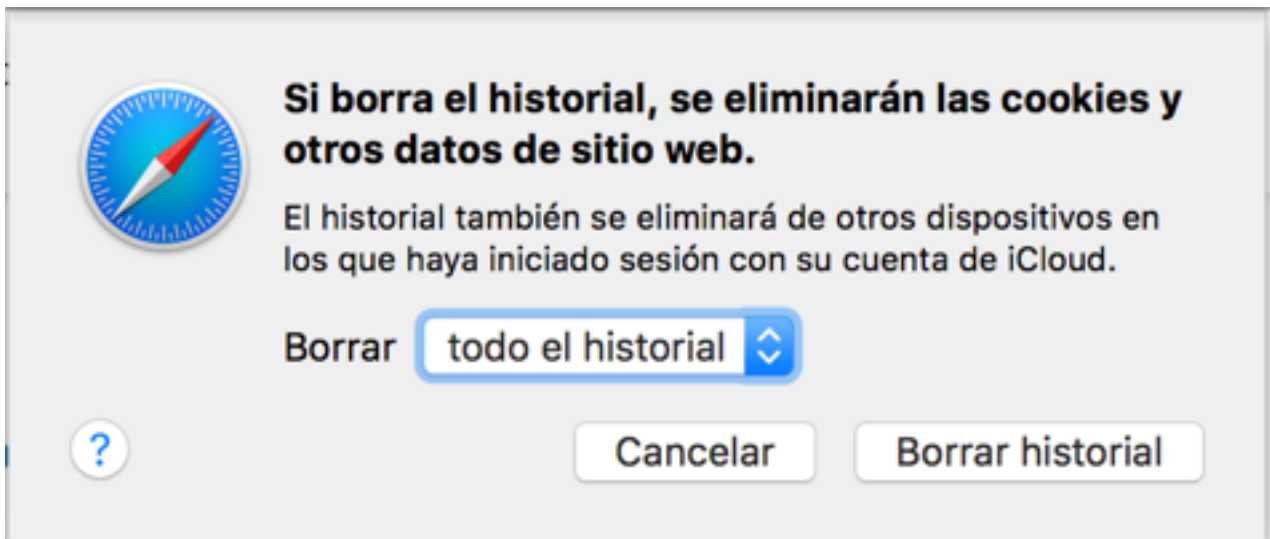 Si borra el historial, se eliminarán las cookies y
otros datos de sitio web.
El historial también se eliminará de otros dispositivos en
los que haya iniciado sesión con su cuenta de iCloud.
Borrar todo el historial
? Cancelar Borrar historial